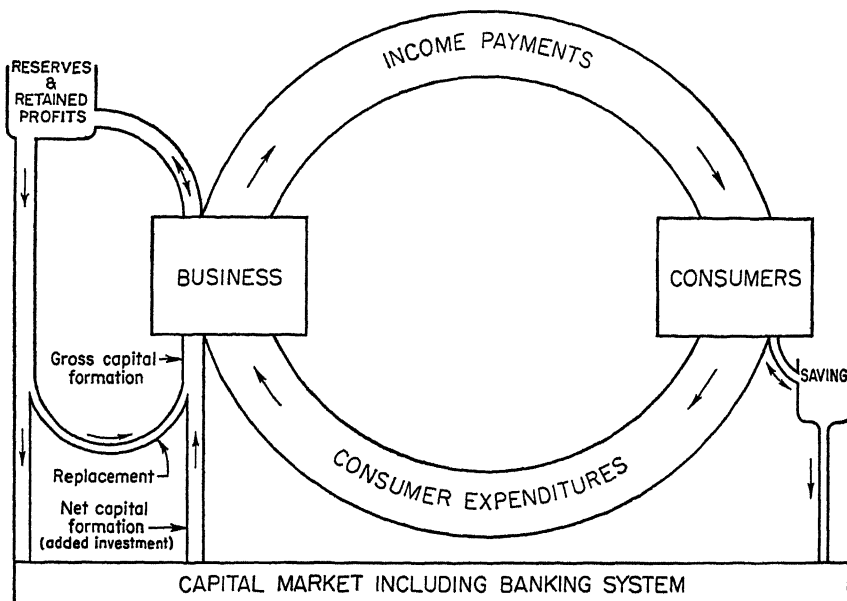 INCOME PAYMENTS
RESERVES
&
RETAINED
PROFITS
BUSINESS
CONSUMERS
Gross capital
formation
SAVING
Replacement
CONSUMER EXPENDITURES
Net capital
formation
(added investment)
CAPITAL MARKET INCLUDING BANKING SYSTEM